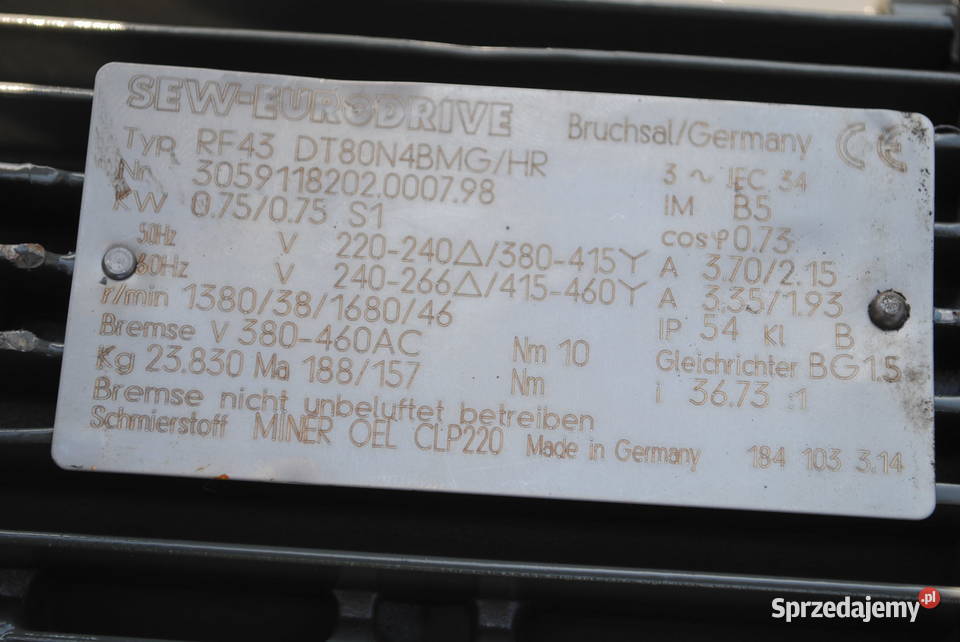 SEW-EURODRIVE Bruchsal/Germany CE
Typ RF43 DT80N4BMG/HR 3 ~ IEC 34
Nr. 3059118202.0007.98 IM B5
KW 0.75/0.75 S1 cosφ 0.73
50Hz V 220-240△/380-415Y A 3.70/2.15
60Hz V 240-266△/415-460Y A 3.35/1.93
r/min 1380/38/1680/46 IP 54 Kl B
Bremse V 380-460AC Nm 10 Gleichrichter BG1.5
Kg 23.830 Ma 188/157 Nm i 36.73 :1
Bremse nicht unbeluftet betreiben
Schmierstoff MINER OEL CLP220 Made in Germany 184 103 3.14
Sprzedajemy.pl